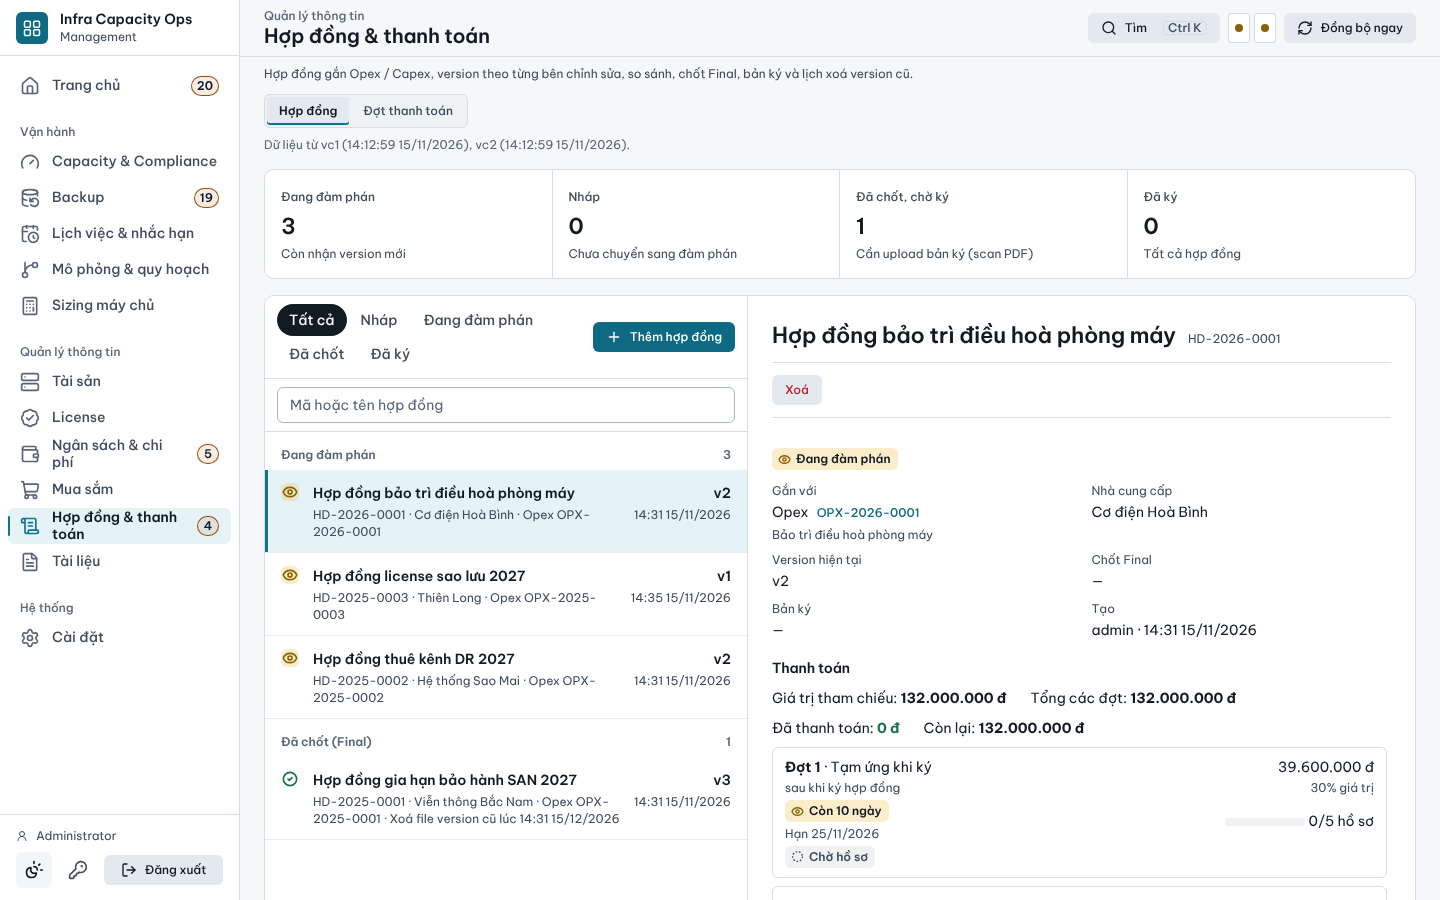 Infra Capacity Ops
Management
Trang chủ
20
Vận hành
Capacity & Compliance
Backup
19
Lịch việc & nhắc hạn
Mô phỏng & quy hoạch
Sizing máy chủ
Quản lý thông tin
Tài sản
License
Ngân sách & chi
phí
5
Mua sắm
Hợp đồng & thanh
toán
4
Tài liệu
Hệ thống
Cài đặt
Administrator
Đăng xuất
Quản lý thông tin
Hợp đồng & thanh toán
Tìm
Ctrl K
Đồng bộ ngay
Hợp đồng gắn Opex / Capex, version theo từng bên chỉnh sửa, so sánh, chốt Final, bản ký và lịch xoá version cũ.
Hợp đồng
Đợt thanh toán
Dữ liệu từ vc1 (14:12:59 15/11/2026), vc2 (14:12:59 15/11/2026).
Đang đàm phán
3
Còn nhận version mới
Nháp
0
Chưa chuyển sang đàm phán
Đã chốt, chờ ký
1
Cần upload bản ký (scan PDF)
Đã ký
0
Tất cả hợp đồng
Tất cả
Nháp
Đang đàm phán
Đã chốt
Đã ký
Thêm hợp đồng
Mã hoặc tên hợp đồng
Đang đàm phán
3
Hợp đồng bảo trì điều hoà phòng máy
v2
HD-2026-0001 · Cơ điện Hoà Bình · Opex OPX-
2026-0001
14:31 15/11/2026
Hợp đồng license sao lưu 2027
v1
HD-2025-0003 · Thiên Long · Opex OPX-2025-
0003
14:35 15/11/2026
Hợp đồng thuê kênh DR 2027
v2
HD-2025-0002 · Hệ thống Sao Mai · Opex OPX-
2025-0002
14:31 15/11/2026
Đã chốt (Final)
1
Hợp đồng gia hạn bảo hành SAN 2027
v3
HD-2025-0001 · Viễn thông Bắc Nam · Opex OPX-
2025-0001 · Xoá file version cũ lúc 14:31 15/12/2026
14:31 15/11/2026
Hợp đồng bảo trì điều hoà phòng máy
HD-2026-0001
Xoá
Đang đàm phán
Gắn với
Opex OPX-2026-0001
Bảo trì điều hoà phòng máy
Nhà cung cấp
Cơ điện Hoà Bình
Version hiện tại
v2
Chốt Final
—
Bản ký
—
Tạo
admin · 14:31 15/11/2026
Thanh toán
Giá trị tham chiếu: 132.000.000 đ
Tổng các đợt: 132.000.000 đ
Đã thanh toán: 0 đ
Còn lại: 132.000.000 đ
Đợt 1 · Tạm ứng khi ký
39.600.000 đ
sau khi ký hợp đồng
30% giá trị
Còn 10 ngày
Hạn 25/11/2026
0/5 hồ sơ
Chờ hồ sơ